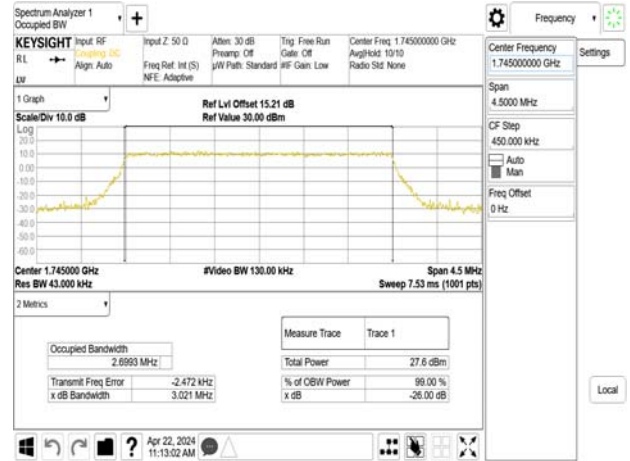 Spectrum Analyzer 1
Occupied BW
+
Frequency
KEYSIGHT
RL
Input: RF
Coupling: DC
Align: Auto
Input Z: 50 Ω
Freq Ref: Int (S)
NFE: Adaptive
Atten: 30 dB
Preamp: Off
µW Path: Standard
Trig: Free Run
Gate: Off
#IF Gain: Low
Center Freq: 1.745000000 GHz
Avg|Hold: 10/10
Radio Std: None
Center Frequency
1.745000000 GHz
Settings
Span
4.5000 MHz
CF Step
450.000 kHz
Auto
Man
Freq Offset
0 Hz
Local
1 Graph
Scale/Div 10.0 dB
Ref Lvl Offset 15.21 dB
Ref Value 30.00 dBm
Log
20.0
10.0
0.00
-10.0
-20.0
-30.0
-40.0
-50.0
-60.0
Center 1.745000 GHz
#Video BW 130.00 kHz
Span 4.5 MHz
Res BW 43.000 kHz
Sweep 7.53 ms (1001 pts)
2 Metrics
Measure Trace Trace 1
Occupied Bandwidth
2.6993 MHz
Total Power 27.6 dBm
Transmit Freq Error -2.472 kHz
% of OBW Power 99.00 %
x dB Bandwidth 3.021 MHz
x dB -26.00 dB
?
Apr 22, 2024
11:13:02 AM